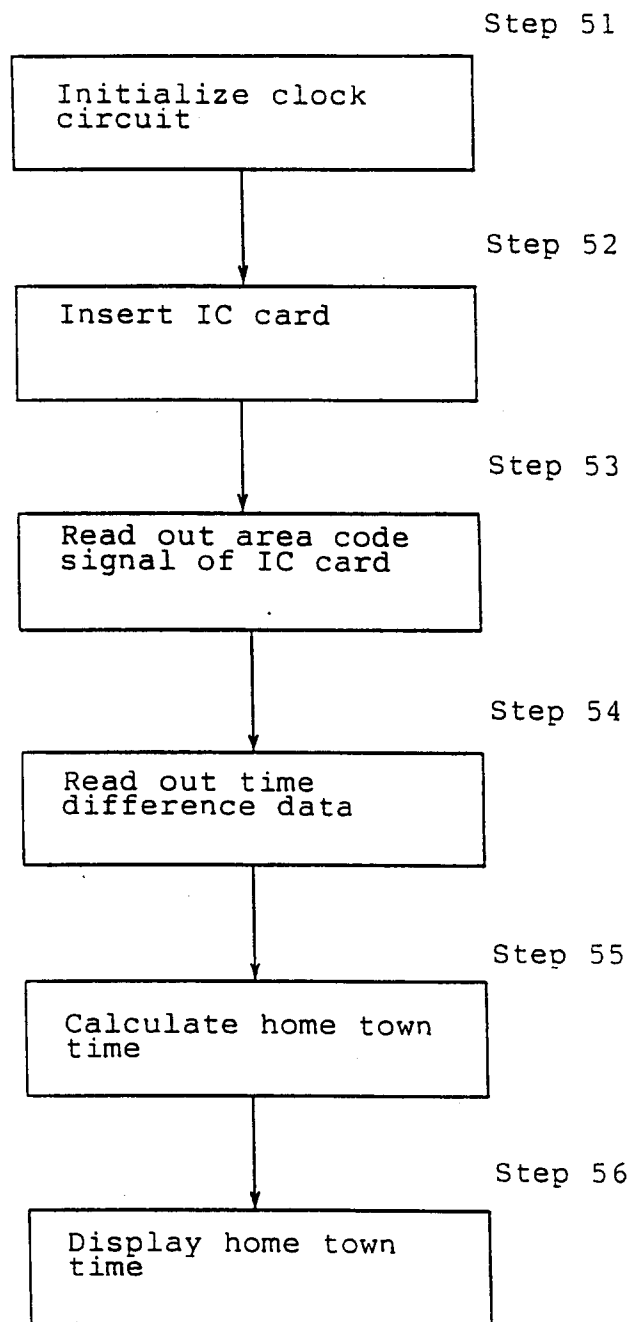 Step 51
Initialize clock
circuit
Step 52
Insert IC card
Step 53
Read out area code
signal of IC card
Step 54
Read out time
difference data
Step 55
Calculate home town
time
Step 56
Display home town
time